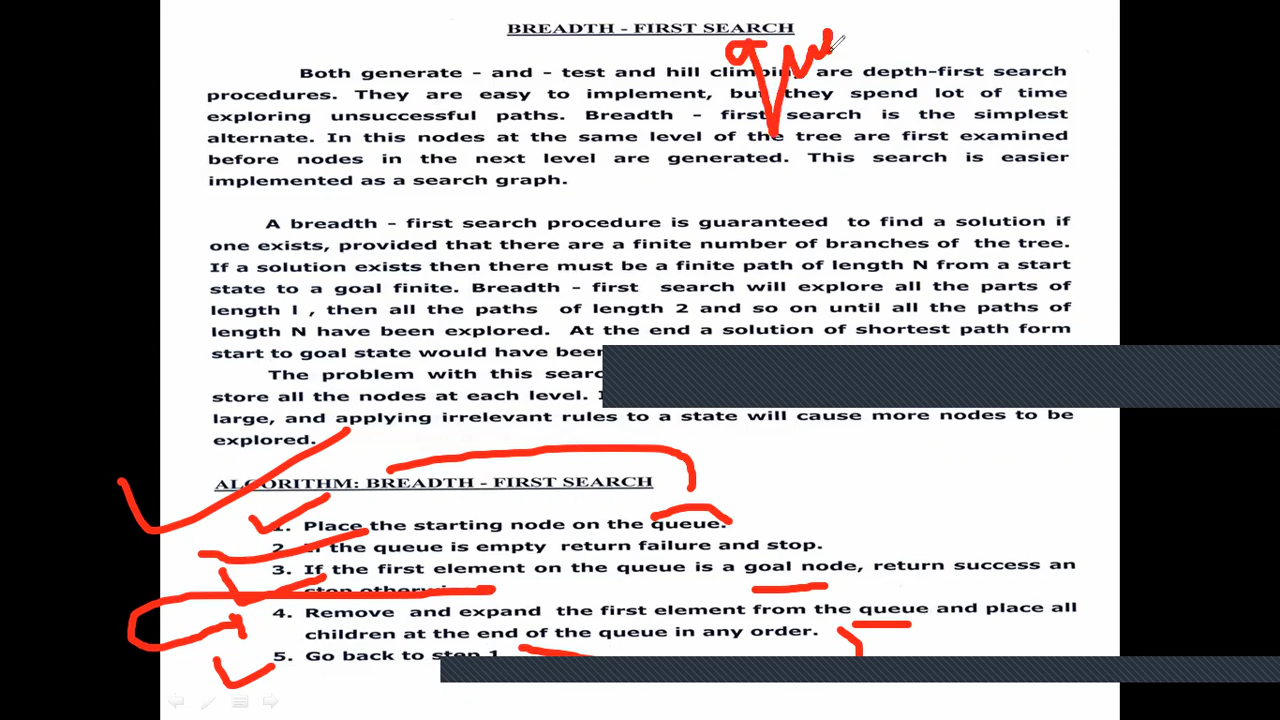 BREADTH - FIRST SEARCH
Both generate - and - test and hill climbing are depth-first search
procedures. They are easy to implement, but they spend lot of time
exploring unsuccessful paths. Breadth - first search is the simplest
alternate. In this nodes at the same level of the tree are first examined
before nodes in the next level are generated. This search is easier
implemented as a search graph.
A breadth - first search procedure is guaranteed to find a solution if
one exists, provided that there are a finite number of branches of the tree.
If a solution exists then there must be a finite path of length N from a start
state to a goal finite. Breadth - first search will explore all the parts of
length l , then all the paths of length 2 and so on until all the paths of
length N have been explored. At the end a solution of shortest path form
start to goal state would have been
The problem with this searc
store all the nodes at each level.
large, and applying irrelevant rules to a state will cause more nodes to be
explored.
ALGORITHM: BREADTH - FIRST SEARCH
1. Place the starting node on the queue.
2. If the queue is empty return failure and stop.
3. If the first element on the queue is a goal node, return success an
stop otherwi
4. Remove and expand the first element from the queue and place all
children at the end of the queue in any order.
5. Go back to step 1